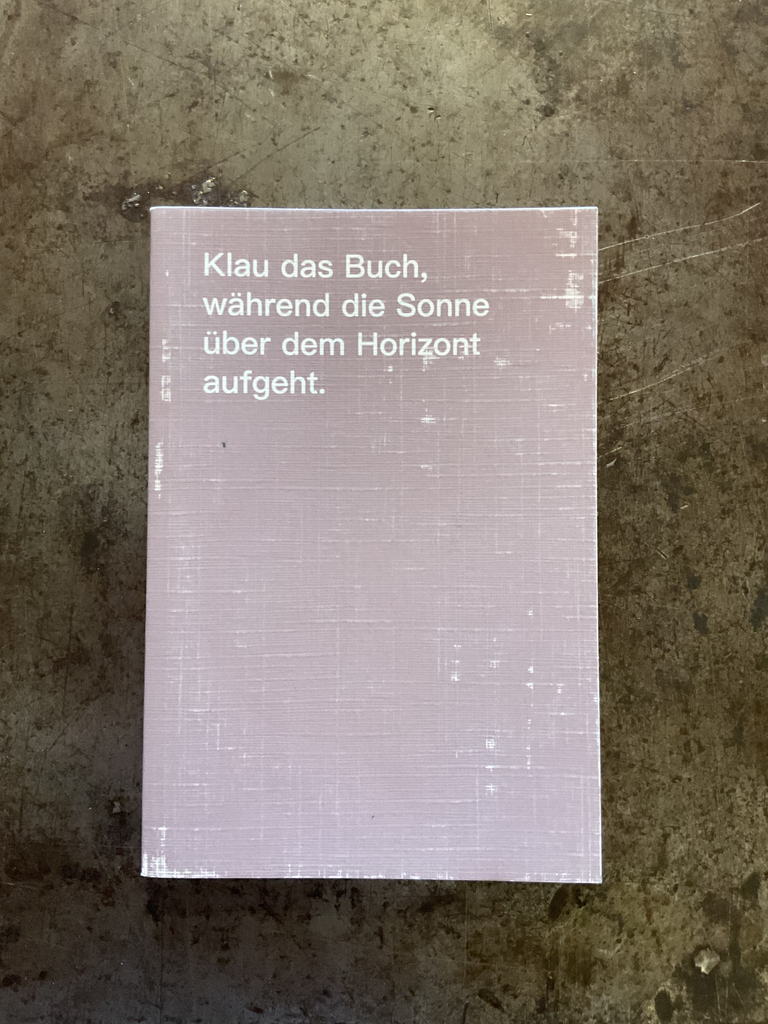 Klau das Buch,
während die Sonne
über dem Horizont
aufgeht.